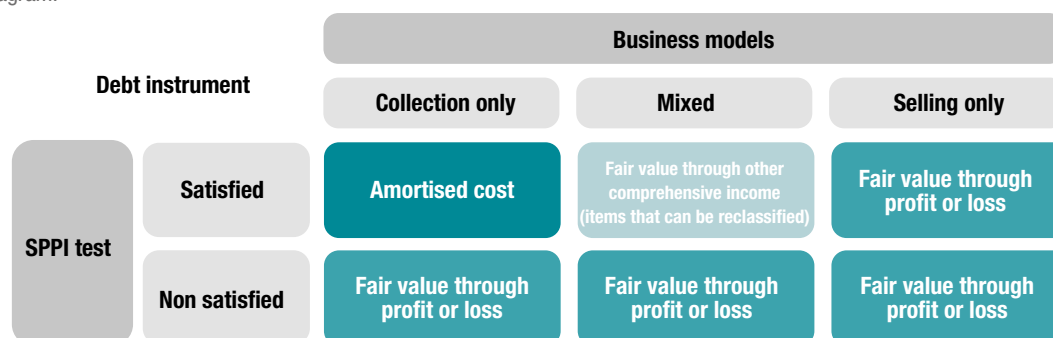 Business models
Debt instrument
Collection only
Mixed
Selling only
SPPI test
Satisfied
Amortised cost
Fair value through other
comprehensive income
(items that can be reclassified)
Fair value through
profit or loss
Non satisfied
Fair value through
profit or loss
Fair value through
profit or loss
Fair value through
profit or loss